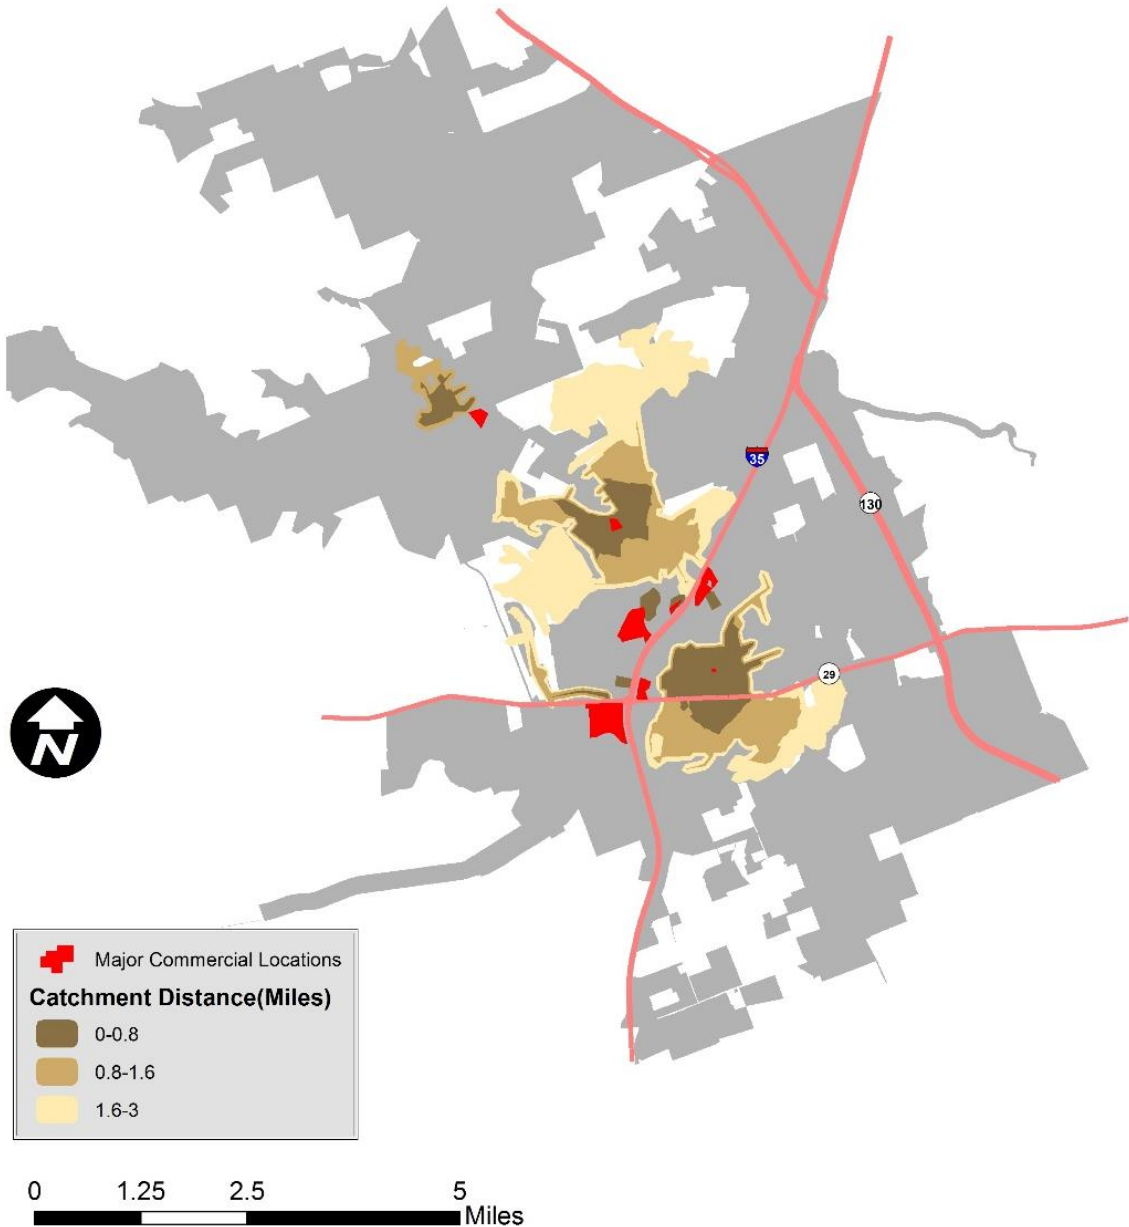 35
130
29
N
Major Commercial Locations
Catchment Distance(Miles)
0-0.8
0.8-1.6
1.6-3
0 1.25 2.5 5
Miles